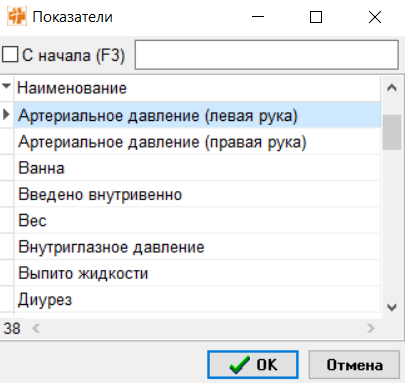 Показатели
С начала (F3)
Наименование
Артериальное давление (левая рука)
Артериальное давление (правая рука)
Ванна
Введено внутривенно
Вес
Внутриглазное давление
Выпито жидкости
Диурез
38
OK
Отмена